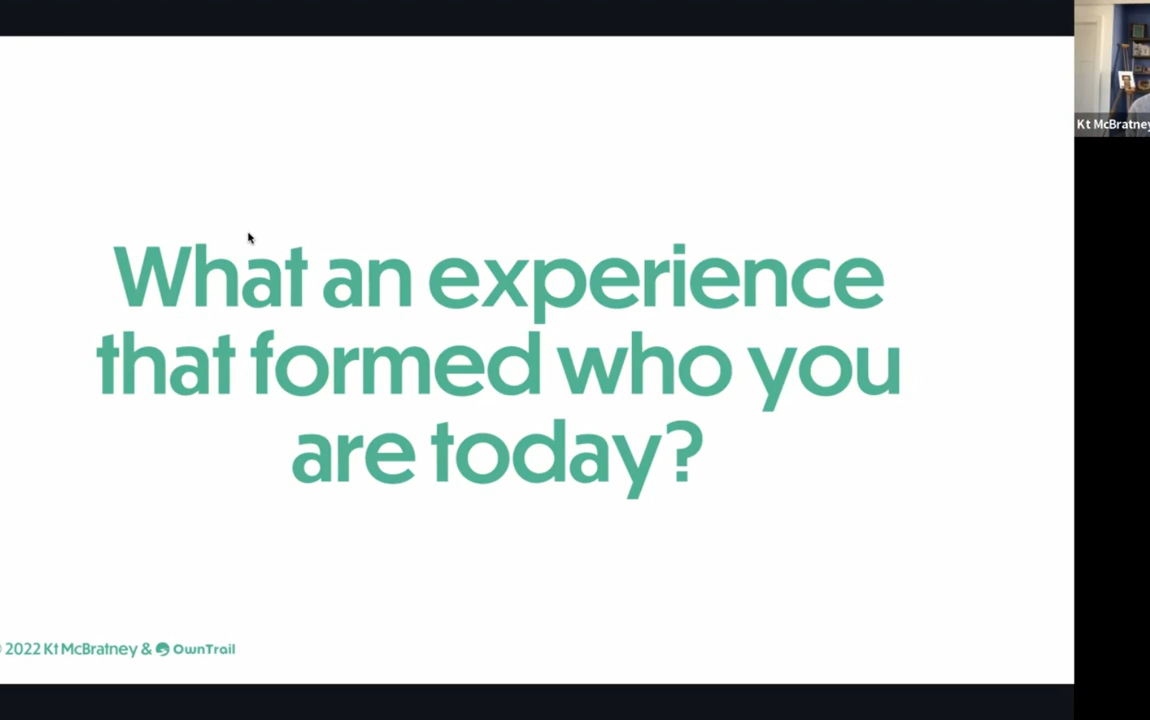 What an experience
that formed who you
are today?
© 2022 Kt McBratney & OwnTrail
Kt McBratney